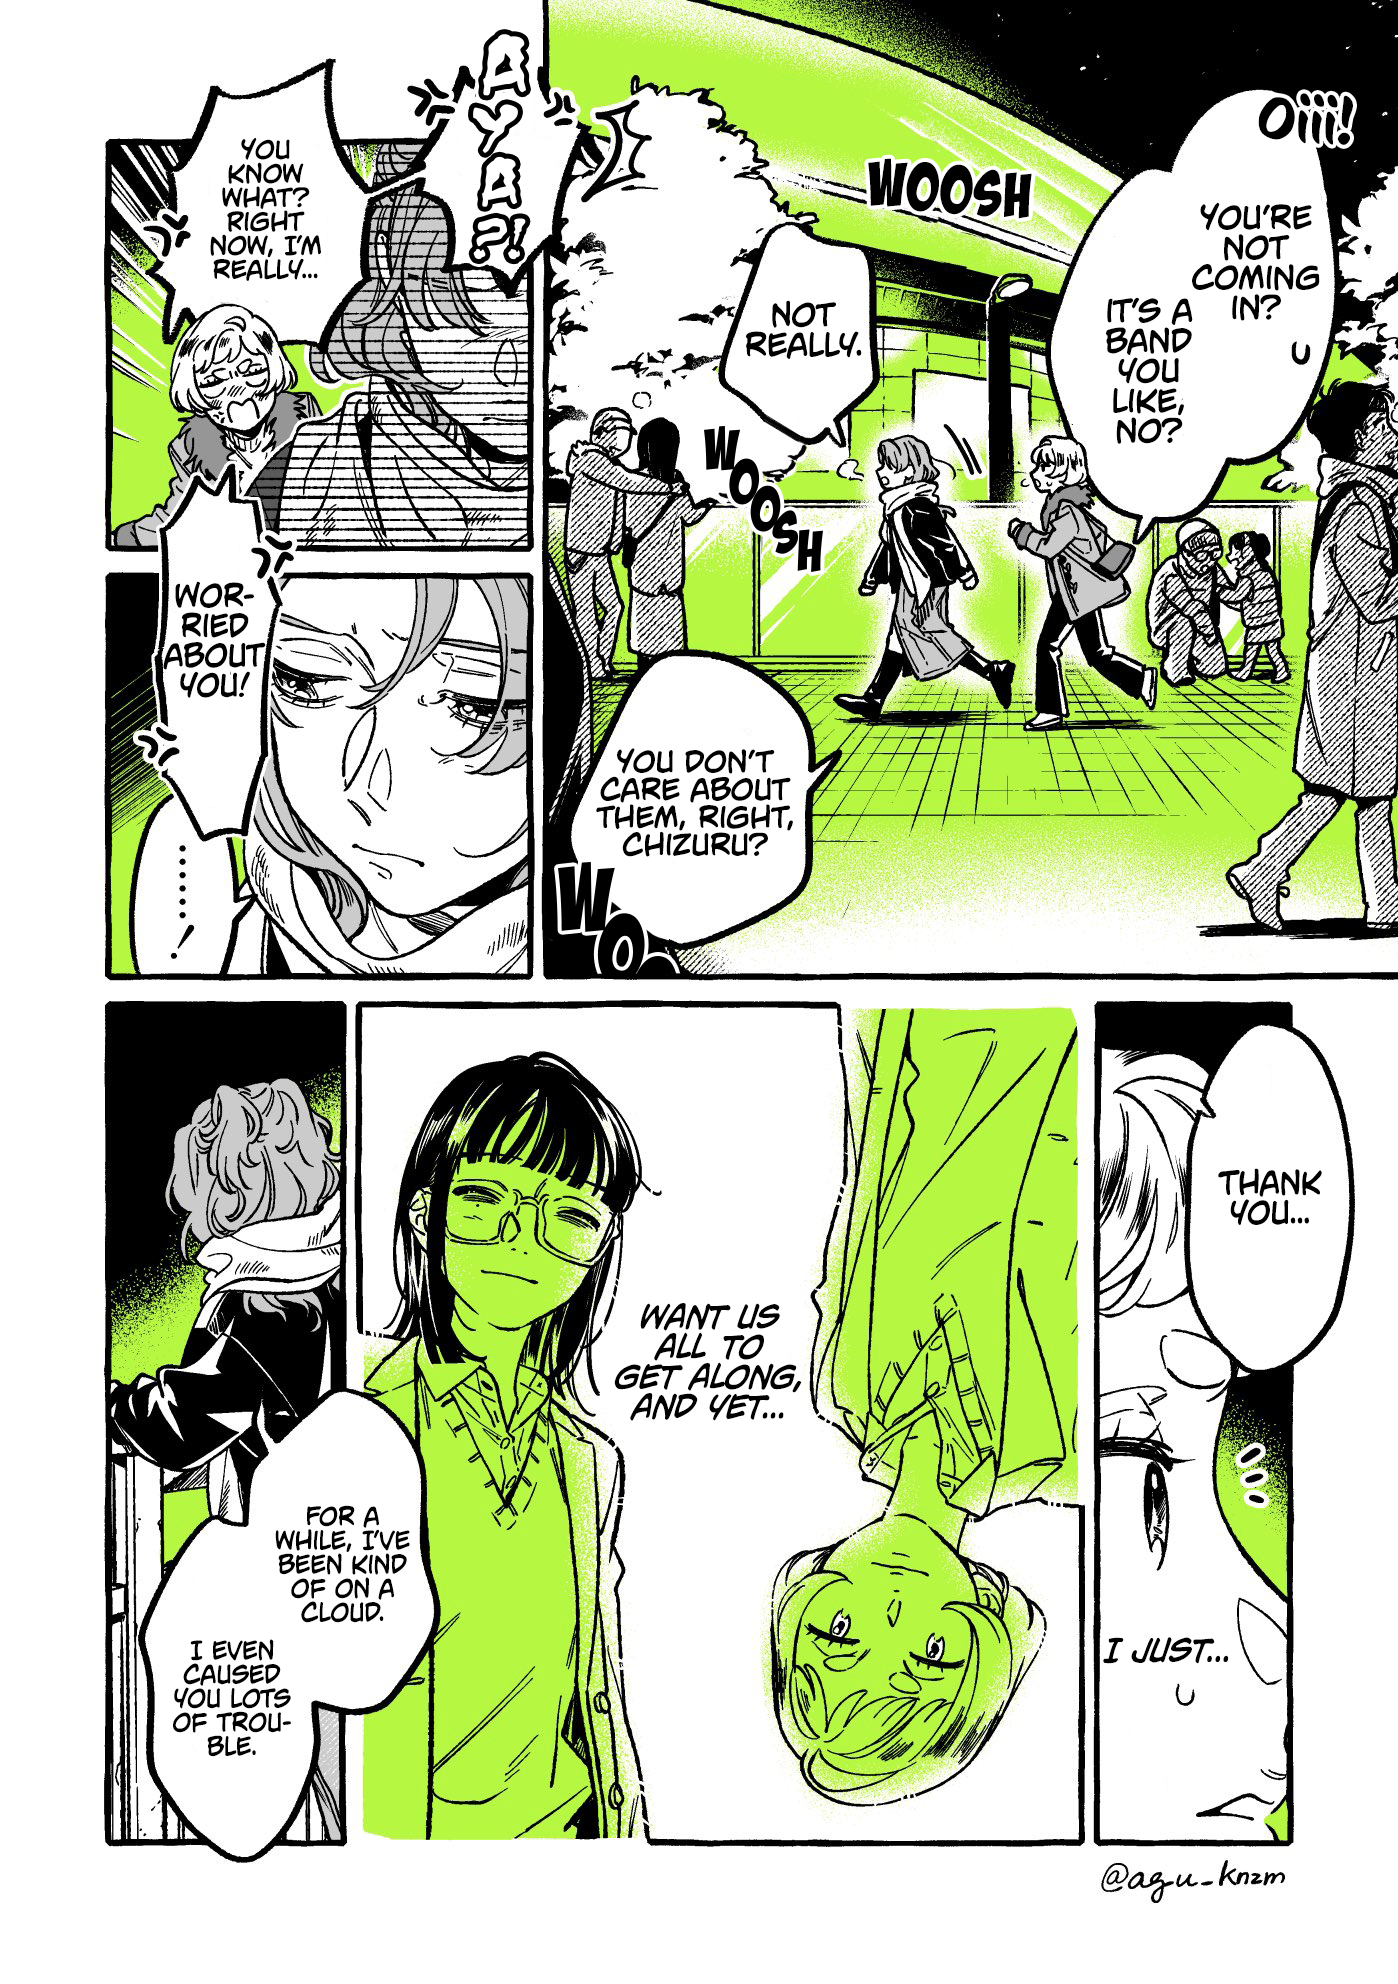 Oiii!
YOU'RE
NOT
COMING
IN?
IT'S A
BAND
YOU
LIKE,
NO?
WOOSH
NOT
REALLY.
WOOSH
YOU DON'T
CARE ABOUT
THEM, RIGHT,
CHIZURU?
WO
AYA?!
YOU
KNOW
WHAT?
RIGHT
NOW, I'M
REALLY...
WOR-
RIED
ABOUT
YOU!
......!
THANK
YOU...
I JUST...
WANT US
ALL TO
GET ALONG,
AND YET...
FOR A
WHILE, I'VE
BEEN KIND
OF ON A
CLOUD.
I EVEN
CAUSED
YOU LOTS
OF TROU-
BLE.
@agu_knzm